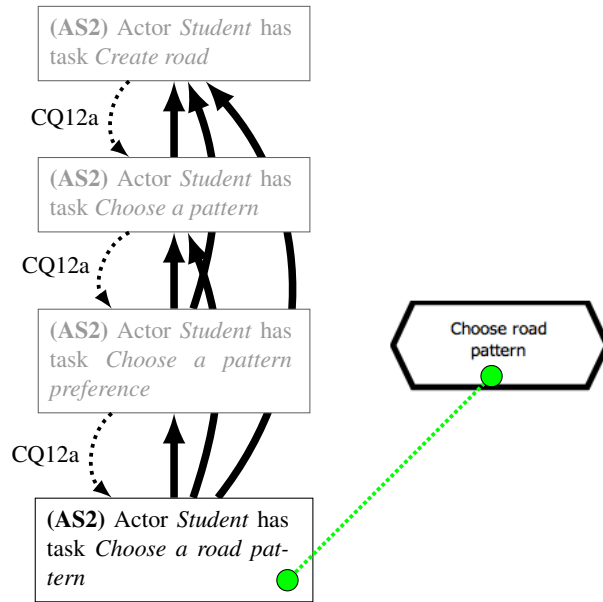 (AS2) Actor Student has
task Create road
CQ12a
(AS2) Actor Student has
task Choose a pattern
CQ12a
(AS2) Actor Student has
task Choose a pattern
preference
Choose road
pattern
CQ12a
(AS2) Actor Student has
task Choose a road pat-
tern